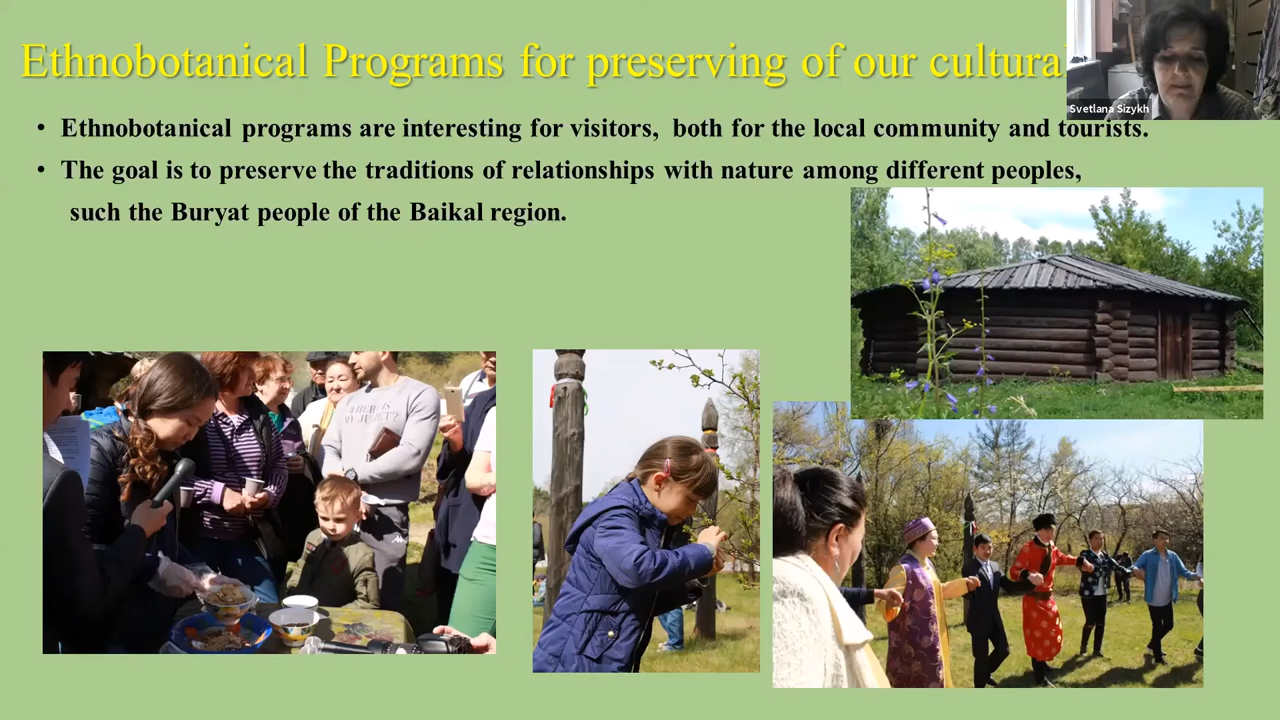 Ethnobotanical Programs for preserving of our cultura
Svetlana Sizykh
• Ethnobotanical programs are interesting for visitors, both for the local community and tourists.
• The goal is to preserve the traditions of relationships with nature among different peoples,
such the Buryat people of the Baikal region.
WHERE IS